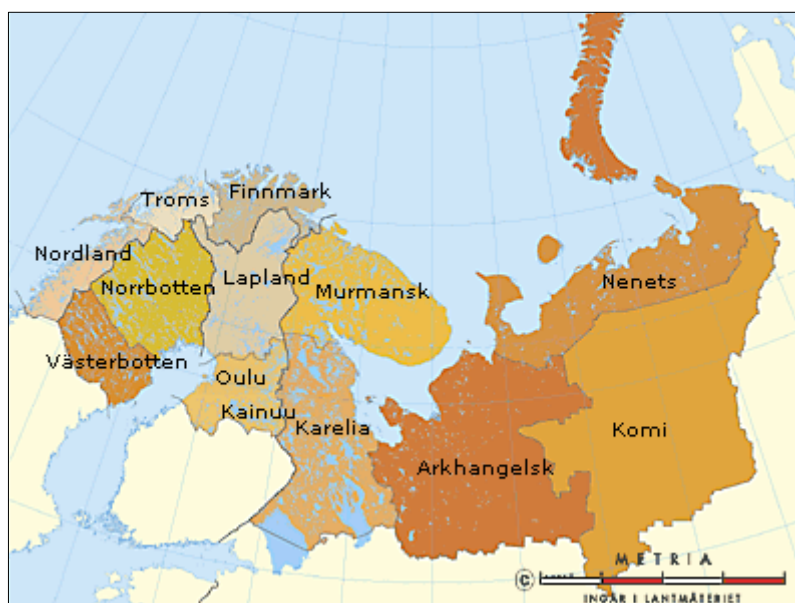 Finnmark
Troms
Nordland
Lapland
Norrbotten
Murmansk
Nenets
Västerbotten
Oulu
Kainuu
Karelia
Komi
Arkhangelsk
METRIA
©
INGÅR I LANTMÄTERIET